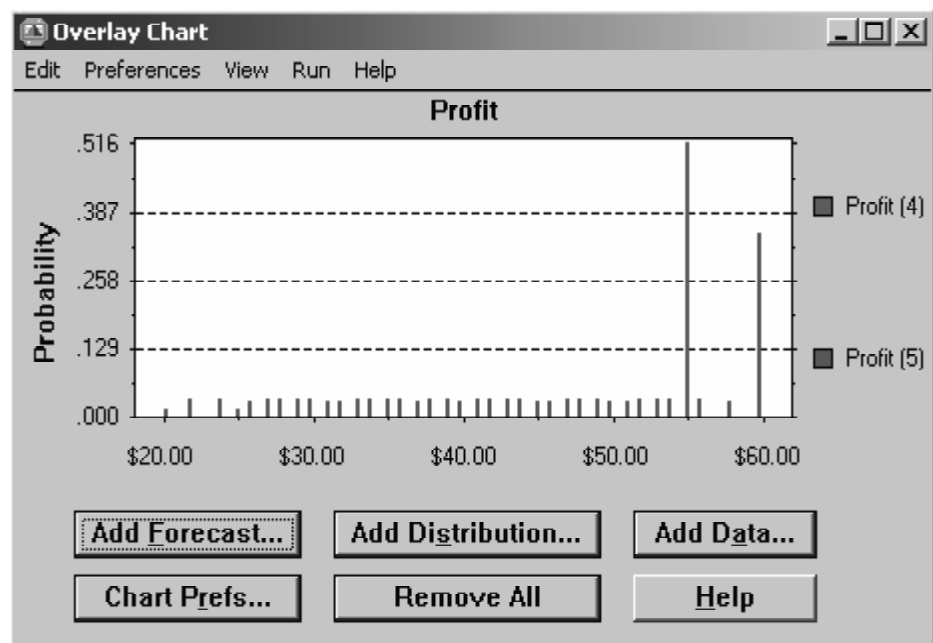 Overlay Chart
Edit Preferences View Run Help
Profit
Probability
.516
.387
.258
.129
.000
$20.00 $30.00 $40.00 $50.00 $60.00
Profit (4)
Profit (5)
Add Forecast... Add Distribution... Add Data...
Chart Prefs... Remove All Help